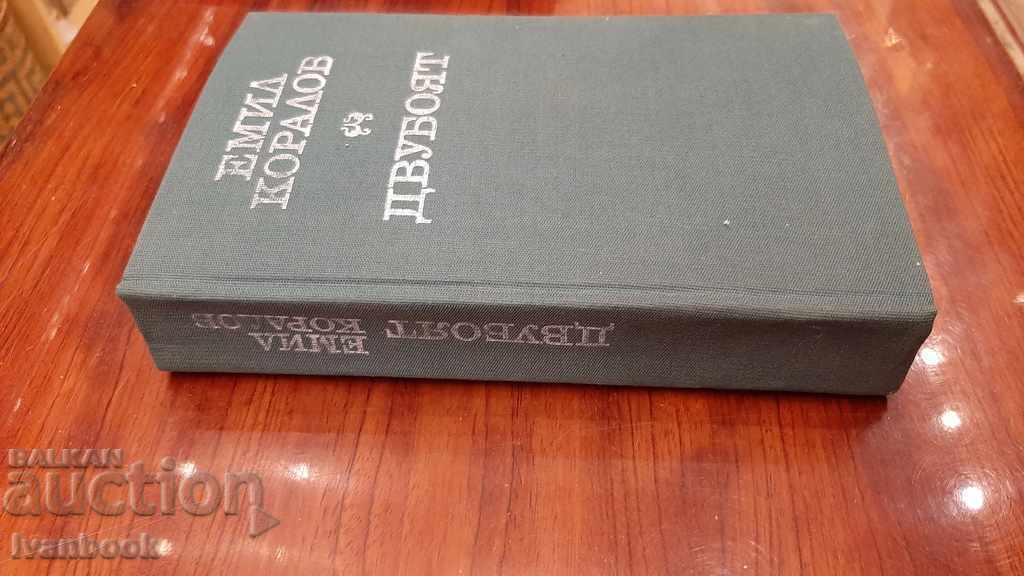 ЕМИЛ
КОРАЛОВ
ДВУБОЯТ
ЕМИЛ
КОРАЛОВ
ДВУБОЯТ
BALKAN
auction
Ivanbook